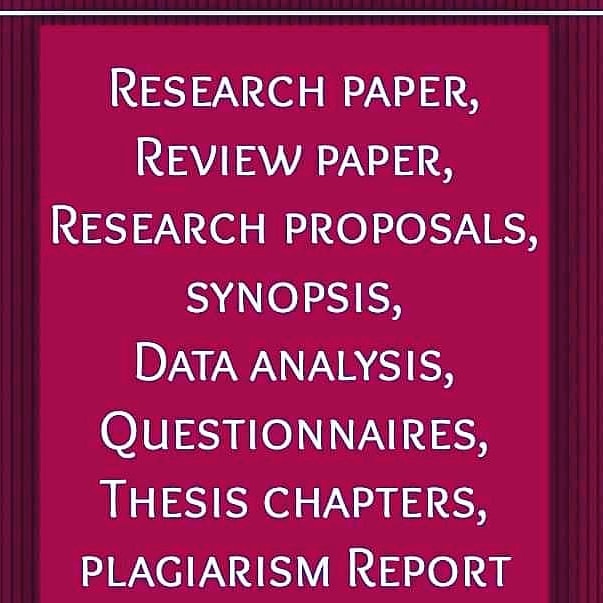 Research paper,
Review paper,
Research proposals,
synopsis,
Data analysis,
Questionnaires,
Thesis chapters,
plagiarism Report